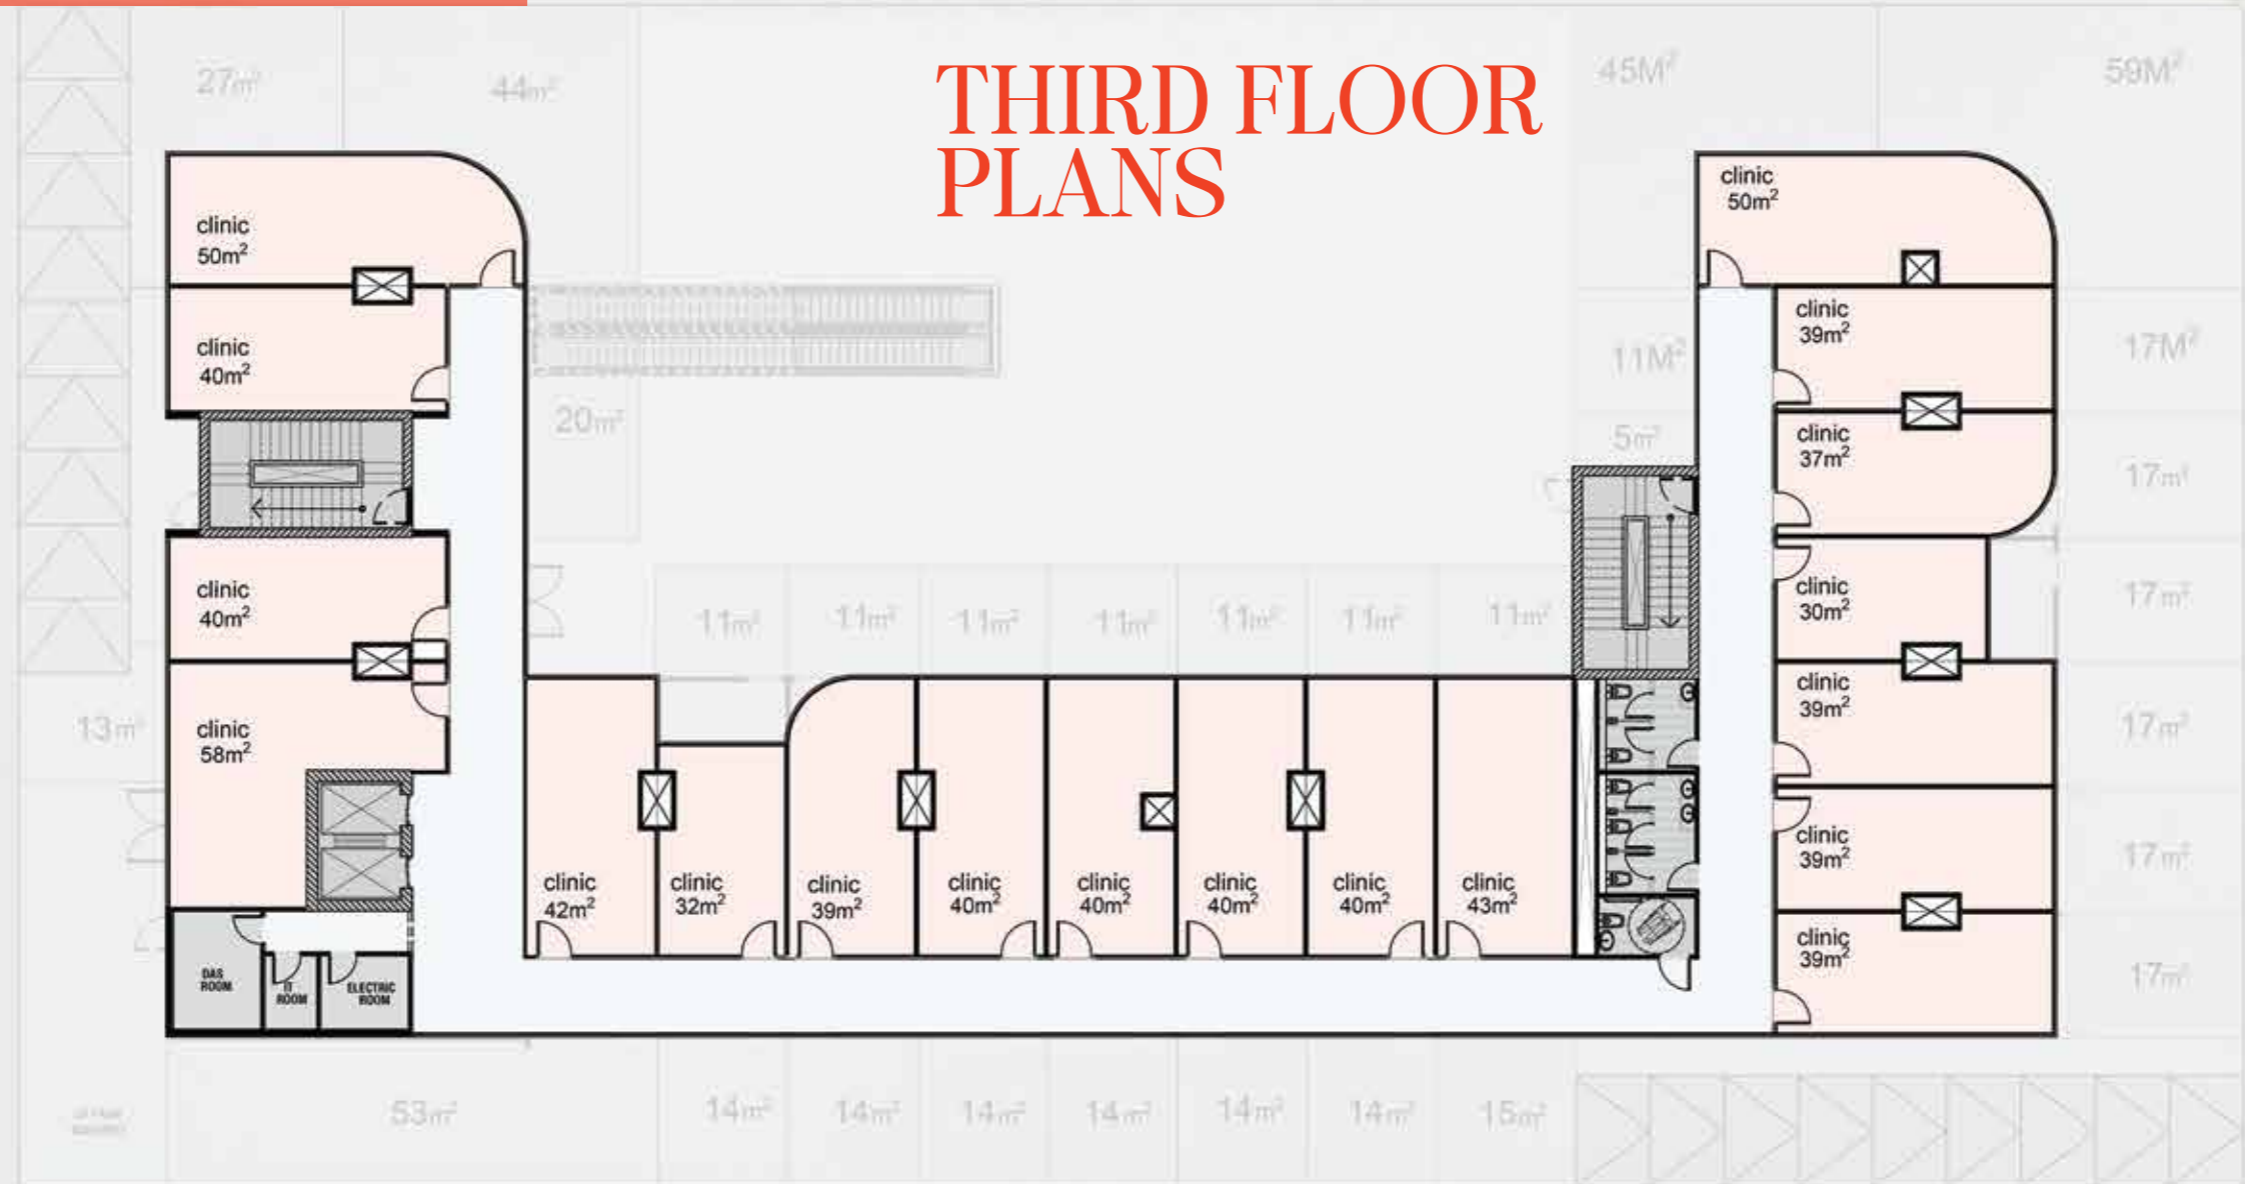 THIRD FLOOR
PLANS
27m²
44m²
45M²
59M²
clinic
50m²
clinic
50m²
clinic
40m²
clinic
39m²
11M²
17M²
20m²
5m²
clinic
37m²
17m²
clinic
40m²
11m²
11m²
11m²
11m²
11m²
11m²
11m²
clinic
30m²
17m²
13m²
clinic
58m²
clinic
39m²
17m²
clinic
42m²
clinic
32m²
clinic
39m²
clinic
40m²
clinic
40m²
clinic
40m²
clinic
40m²
clinic
43m²
clinic
39m²
17m²
clinic
39m²
17m²
DAS
ROOM
IT
ROOM
ELECTRIC
ROOM
53m²
14m²
14m²
14m²
14m²
14m²
14m²
15m²